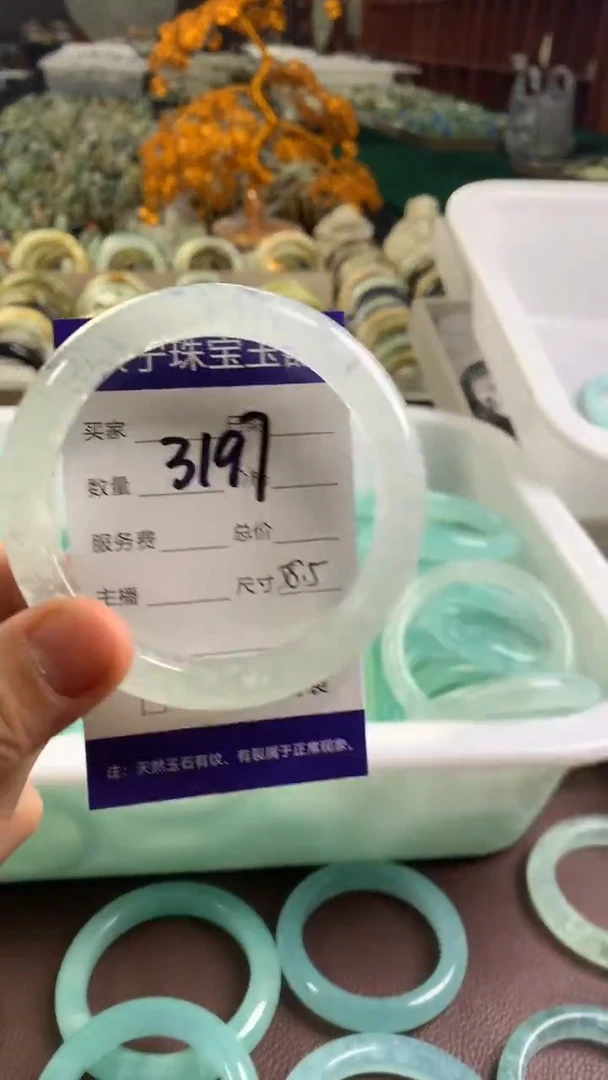 珠宝玉
买家
3197
数量
服务费 总价
主播 尺寸 8.5
注：天然玉石有纹、有裂属于正常现象、